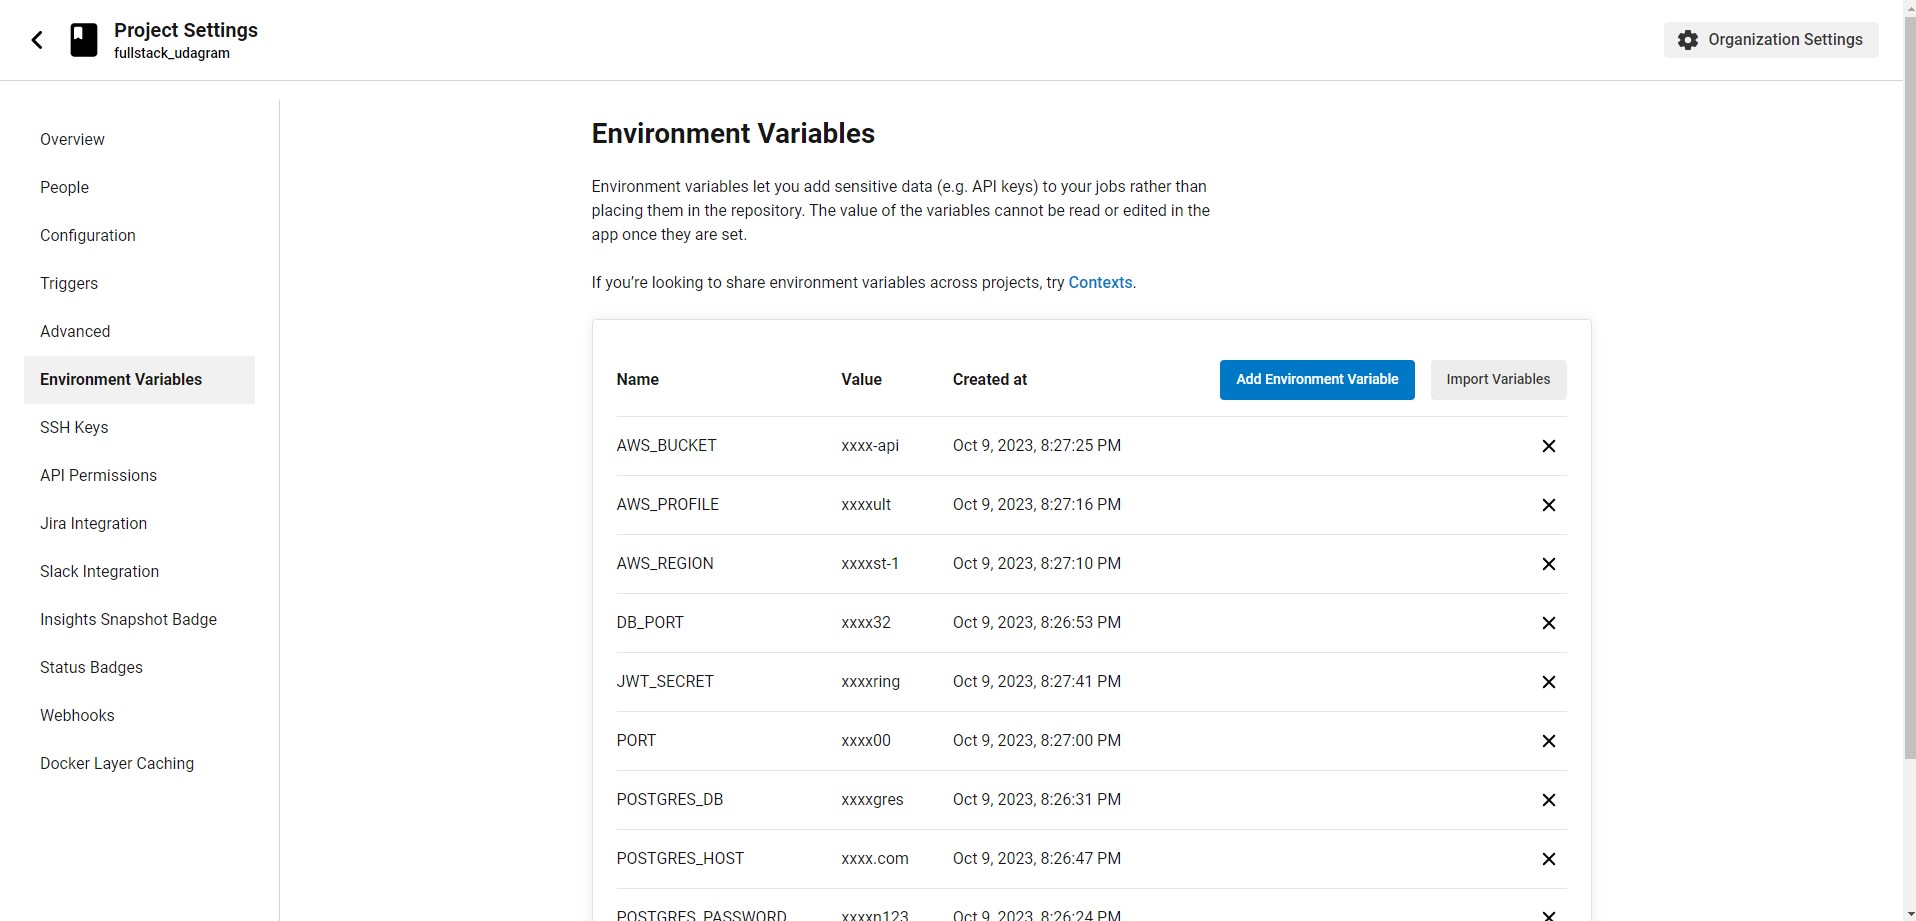 Project Settings
fullstack_udagram
Organization Settings
Overview
People
Configuration
Triggers
Advanced
Environment Variables
SSH Keys
API Permissions
Jira Integration
Slack Integration
Insights Snapshot Badge
Status Badges
Webhooks
Docker Layer Caching
Environment Variables
Environment variables let you add sensitive data (e.g. API keys) to your jobs rather than
placing them in the repository. The value of the variables cannot be read or edited in the
app once they are set.
If you’re looking to share environment variables across projects, try Contexts.
Name Value Created at Add Environment Variable Import Variables
AWS_BUCKET xxxx-api Oct 9, 2023, 8:27:25 PM
AWS_PROFILE xxxxult Oct 9, 2023, 8:27:16 PM
AWS_REGION xxxxst-1 Oct 9, 2023, 8:27:10 PM
DB_PORT xxxx32 Oct 9, 2023, 8:26:53 PM
JWT_SECRET xxxxring Oct 9, 2023, 8:27:41 PM
PORT xxxx00 Oct 9, 2023, 8:27:00 PM
POSTGRES_DB xxxxgres Oct 9, 2023, 8:26:31 PM
POSTGRES_HOST xxxx.com Oct 9, 2023, 8:26:47 PM
POSTGRES_PASSWORD xxxxn123 Oct 9, 2023, 8:26:24 PM